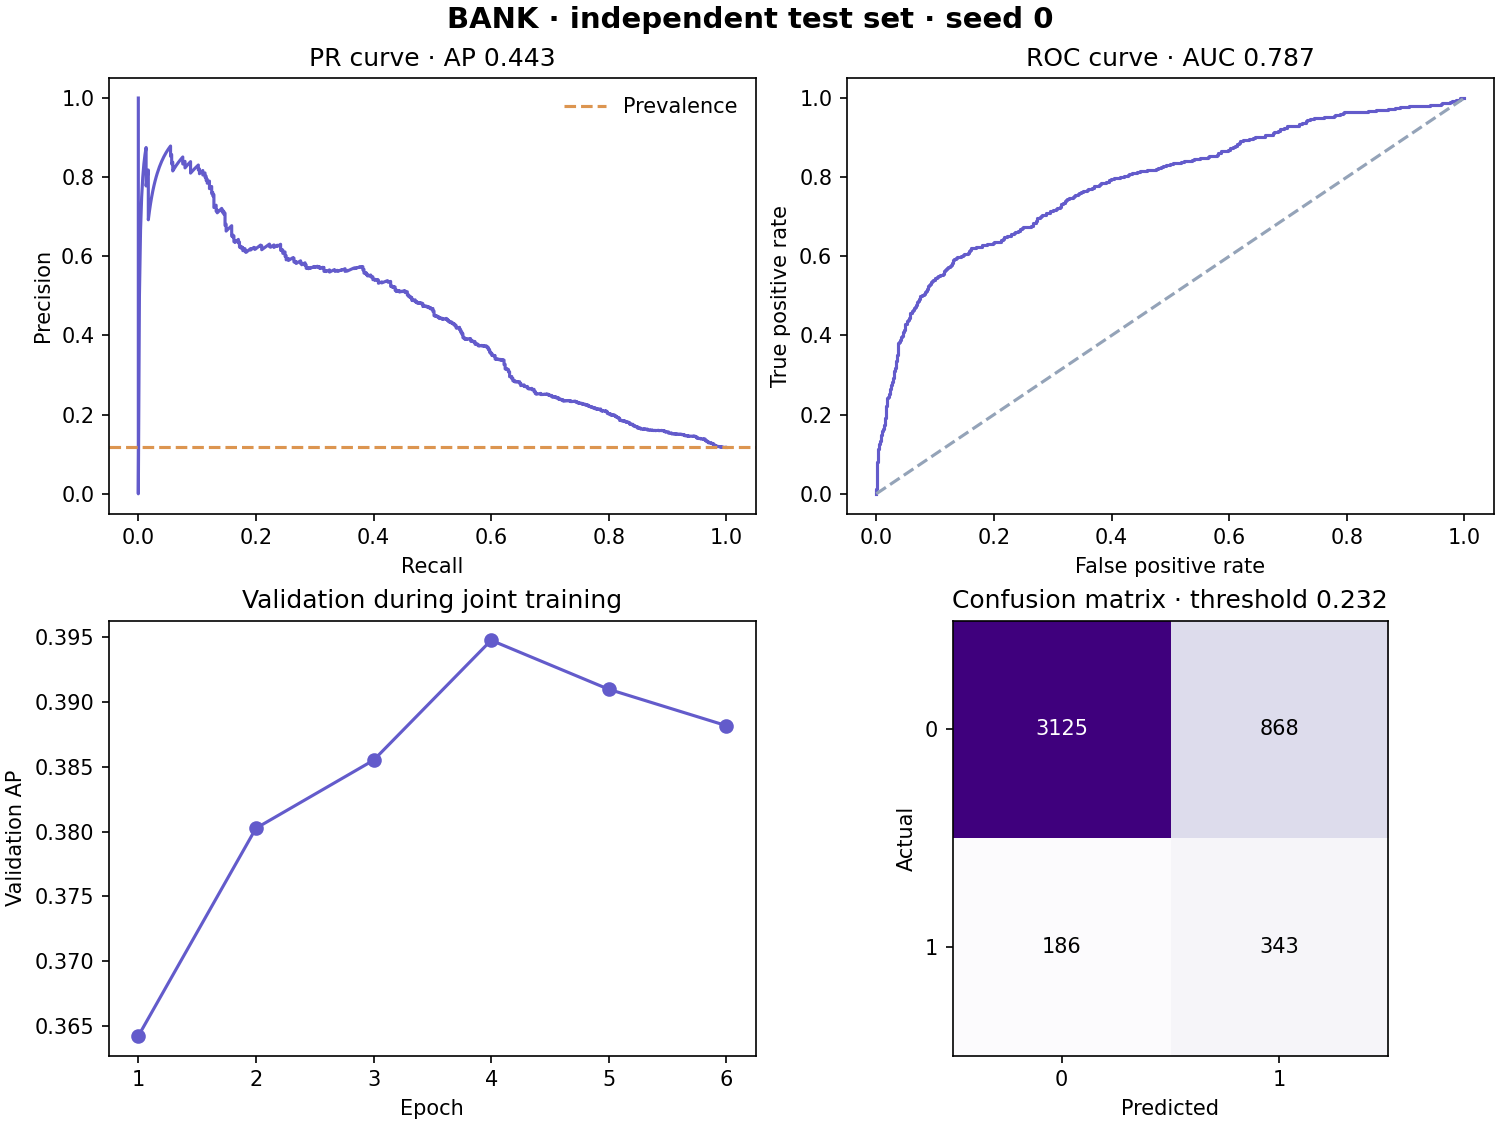 BANK · independent test set · seed 0
PR curve · AP 0.443
Precision
1.0
0.8
0.6
0.4
0.2
0.0
Prevalence
0.0 0.2 0.4 0.6 0.8 1.0
Recall
ROC curve · AUC 0.787
True positive rate
1.0
0.8
0.6
0.4
0.2
0.0
0.0 0.2 0.4 0.6 0.8 1.0
False positive rate
Validation during joint training
Validation AP
0.395
0.390
0.385
0.380
0.375
0.370
0.365
1 2 3 4 5 6
Epoch
Confusion matrix · threshold 0.232
Actual
0
3125 868
1
186 343
0 1
Predicted